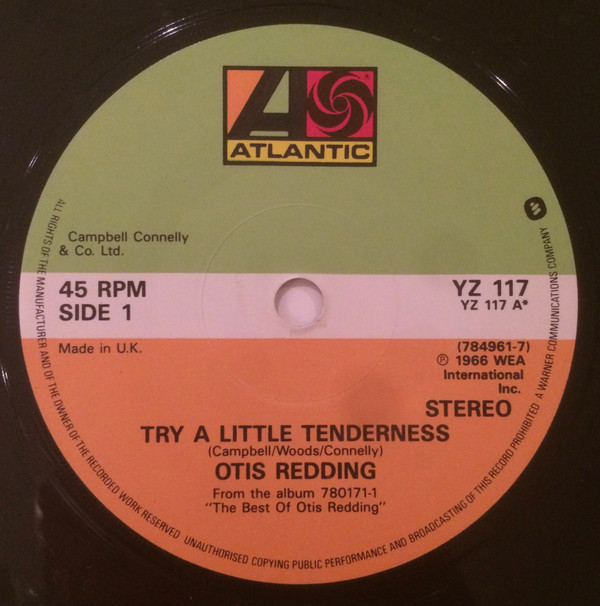 ATLANTIC
Campbell Connelly
& Co. Ltd.
45 RPM
SIDE 1
YZ 117
YZ 117 A*
Made in U.K.
(784961-7)
Ⓟ 1966 WEA
International
Inc.
STEREO
TRY A LITTLE TENDERNESS
(Campbell/Woods/Connelly)
OTIS REDDING
From the album 780171-1
"The Best Of Otis Redding"
ALL RIGHTS OF THE MANUFACTURER AND OF THE OWNER OF THE RECORDED WORK RESERVED UNAUTHORISED COPYING PUBLIC PERFORMANCE AND BROADCASTING OF THIS RECORD PROHIBITED A WARNER COMMUNICATIONS COMPANY